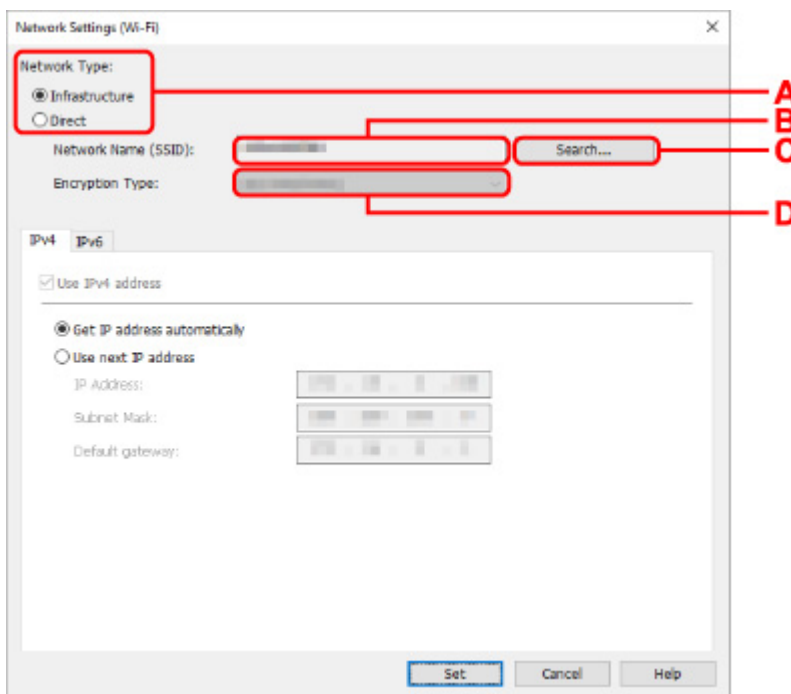 Network Settings (Wi-Fi)
Network Type:
Infrastructure
Direct
A
B
Network Name (SSID): Search... C
Encryption Type:
D
IPv4 IPv6
Use IPv4 address
Get IP address automatically
Use next IP address
IP Address:
Subnet Mask:
Default gateway:
Set Cancel Help